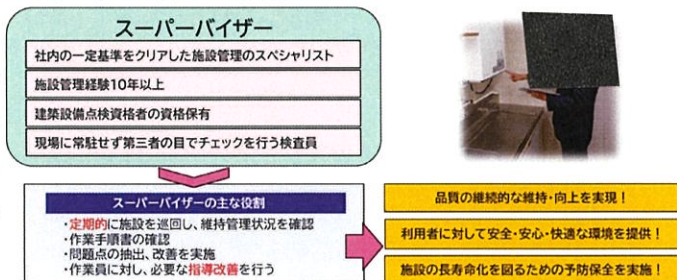 スーパーバイザー
社内の一定基準をクリアした施設管理のスペシャリスト
施設管理経験10年以上
建築設備点検資格者の資格保有
現場に常駐せず第三者の目でチェックを行う検査員
スーパーバイザーの主な役割
・定期的に施設を巡回し、維持管理状況を確認
・作業手順書の確認
・問題点の抽出、改善を実施
・作業員に対し、必要な指導改善を行う
品質の継続的な維持・向上を実現！
利用者に対して安全・安心・快適な環境を提供！
施設の長寿命化を図るための予防保全を実施！